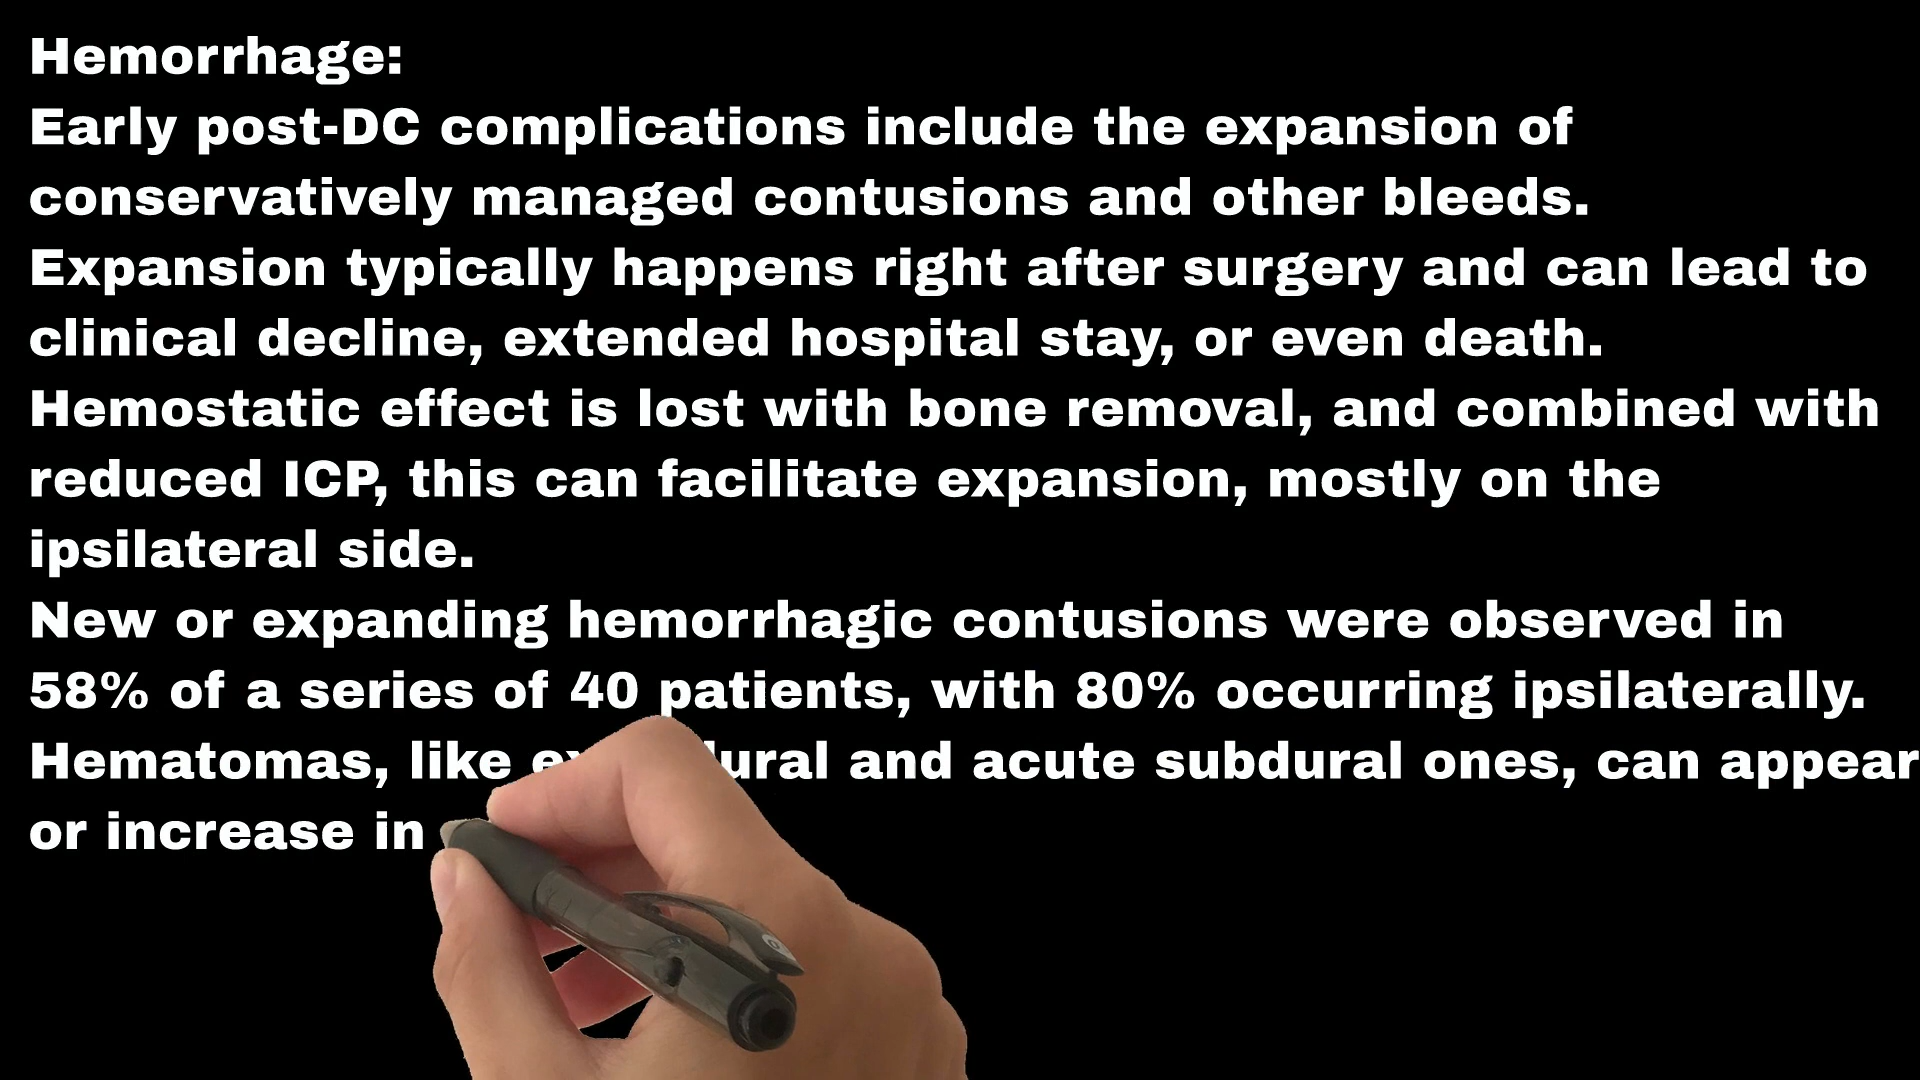 Hemorrhage:
Early post-DC complications include the expansion of
conservatively managed contusions and other bleeds.
Expansion typically happens right after surgery and can lead to
clinical decline, extended hospital stay, or even death.
Hemostatic effect is lost with bone removal, and combined with
reduced ICP, this can facilitate expansion, mostly on the
ipsilateral side.
New or expanding hemorrhagic contusions were observed in
58% of a series of 40 patients, with 80% occurring ipsilaterally.
Hematomas, like and acute subdural ones, can appear
or increase in